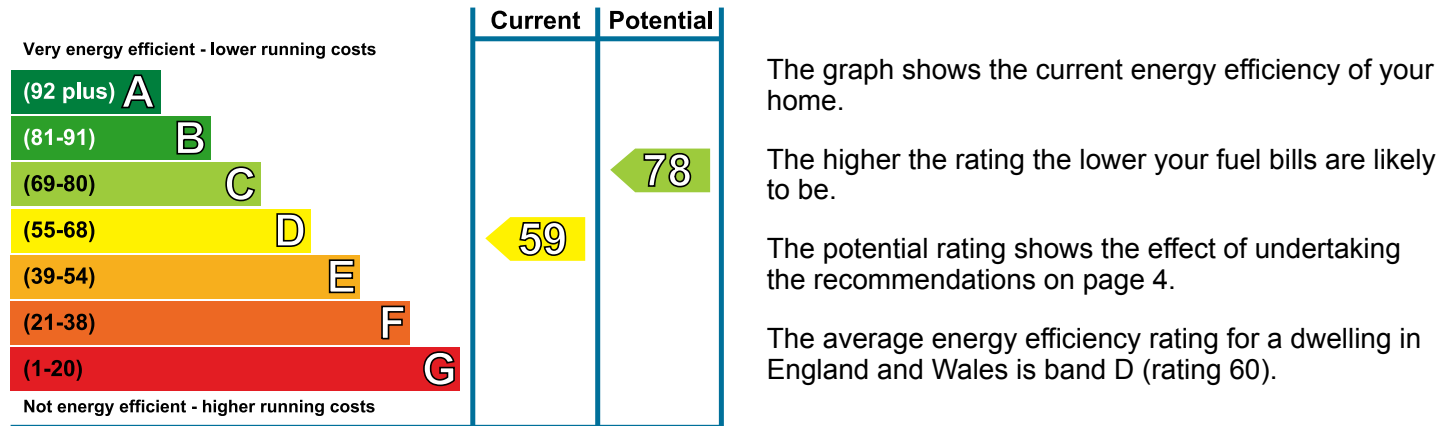 Current Potential
Very energy efficient - lower running costs
(92 plus) A
(81-91) B
(69-80) C
(55-68) D
(39-54) E
(21-38) F
(1-20) G
Not energy efficient - higher running costs
59
78
The graph shows the current energy efficiency of your
home.
The higher the rating the lower your fuel bills are likely
to be.
The potential rating shows the effect of undertaking
the recommendations on page 4.
The average energy efficiency rating for a dwelling in
England and Wales is band D (rating 60).